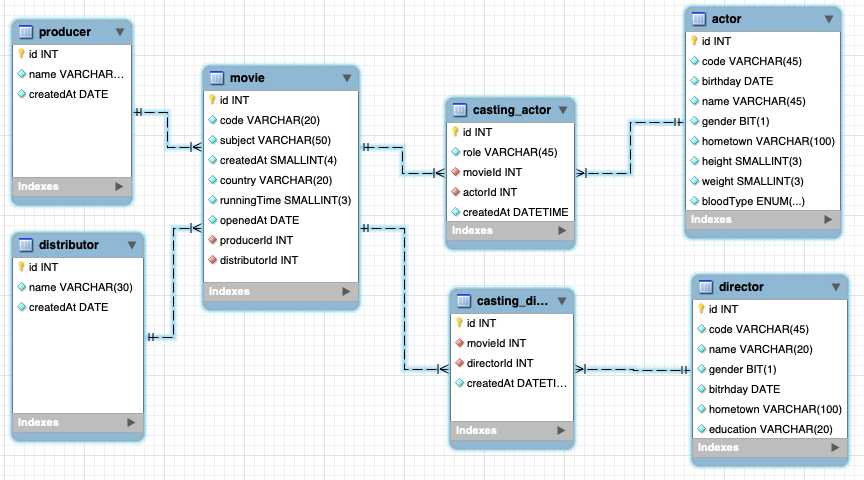 producer
id INT
name VARCHAR...
createdAt DATE
Indexes
distributor
id INT
name VARCHAR(30)
createdAt DATE
Indexes
movie
id INT
code VARCHAR(20)
subject VARCHAR(50)
createdAt SMALLINT(4)
country VARCHAR(20)
runningTime SMALLINT(3)
openedAt DATE
producerId INT
distributorId INT
Indexes
casting_actor
id INT
role VARCHAR(45)
movieId INT
actorId INT
createdAt DATETIME
Indexes
casting_di...
id INT
movieId INT
directorId INT
createdAt DATETI...
Indexes
actor
id INT
code VARCHAR(45)
birthday DATE
name VARCHAR(45)
gender BIT(1)
hometown VARCHAR(100)
height SMALLINT(3)
weight SMALLINT(3)
bloodType ENUM(...)
Indexes
director
id INT
code VARCHAR(45)
name VARCHAR(20)
gender BIT(1)
bitrhday DATE
hometown VARCHAR(100)
education VARCHAR(20)
Indexes